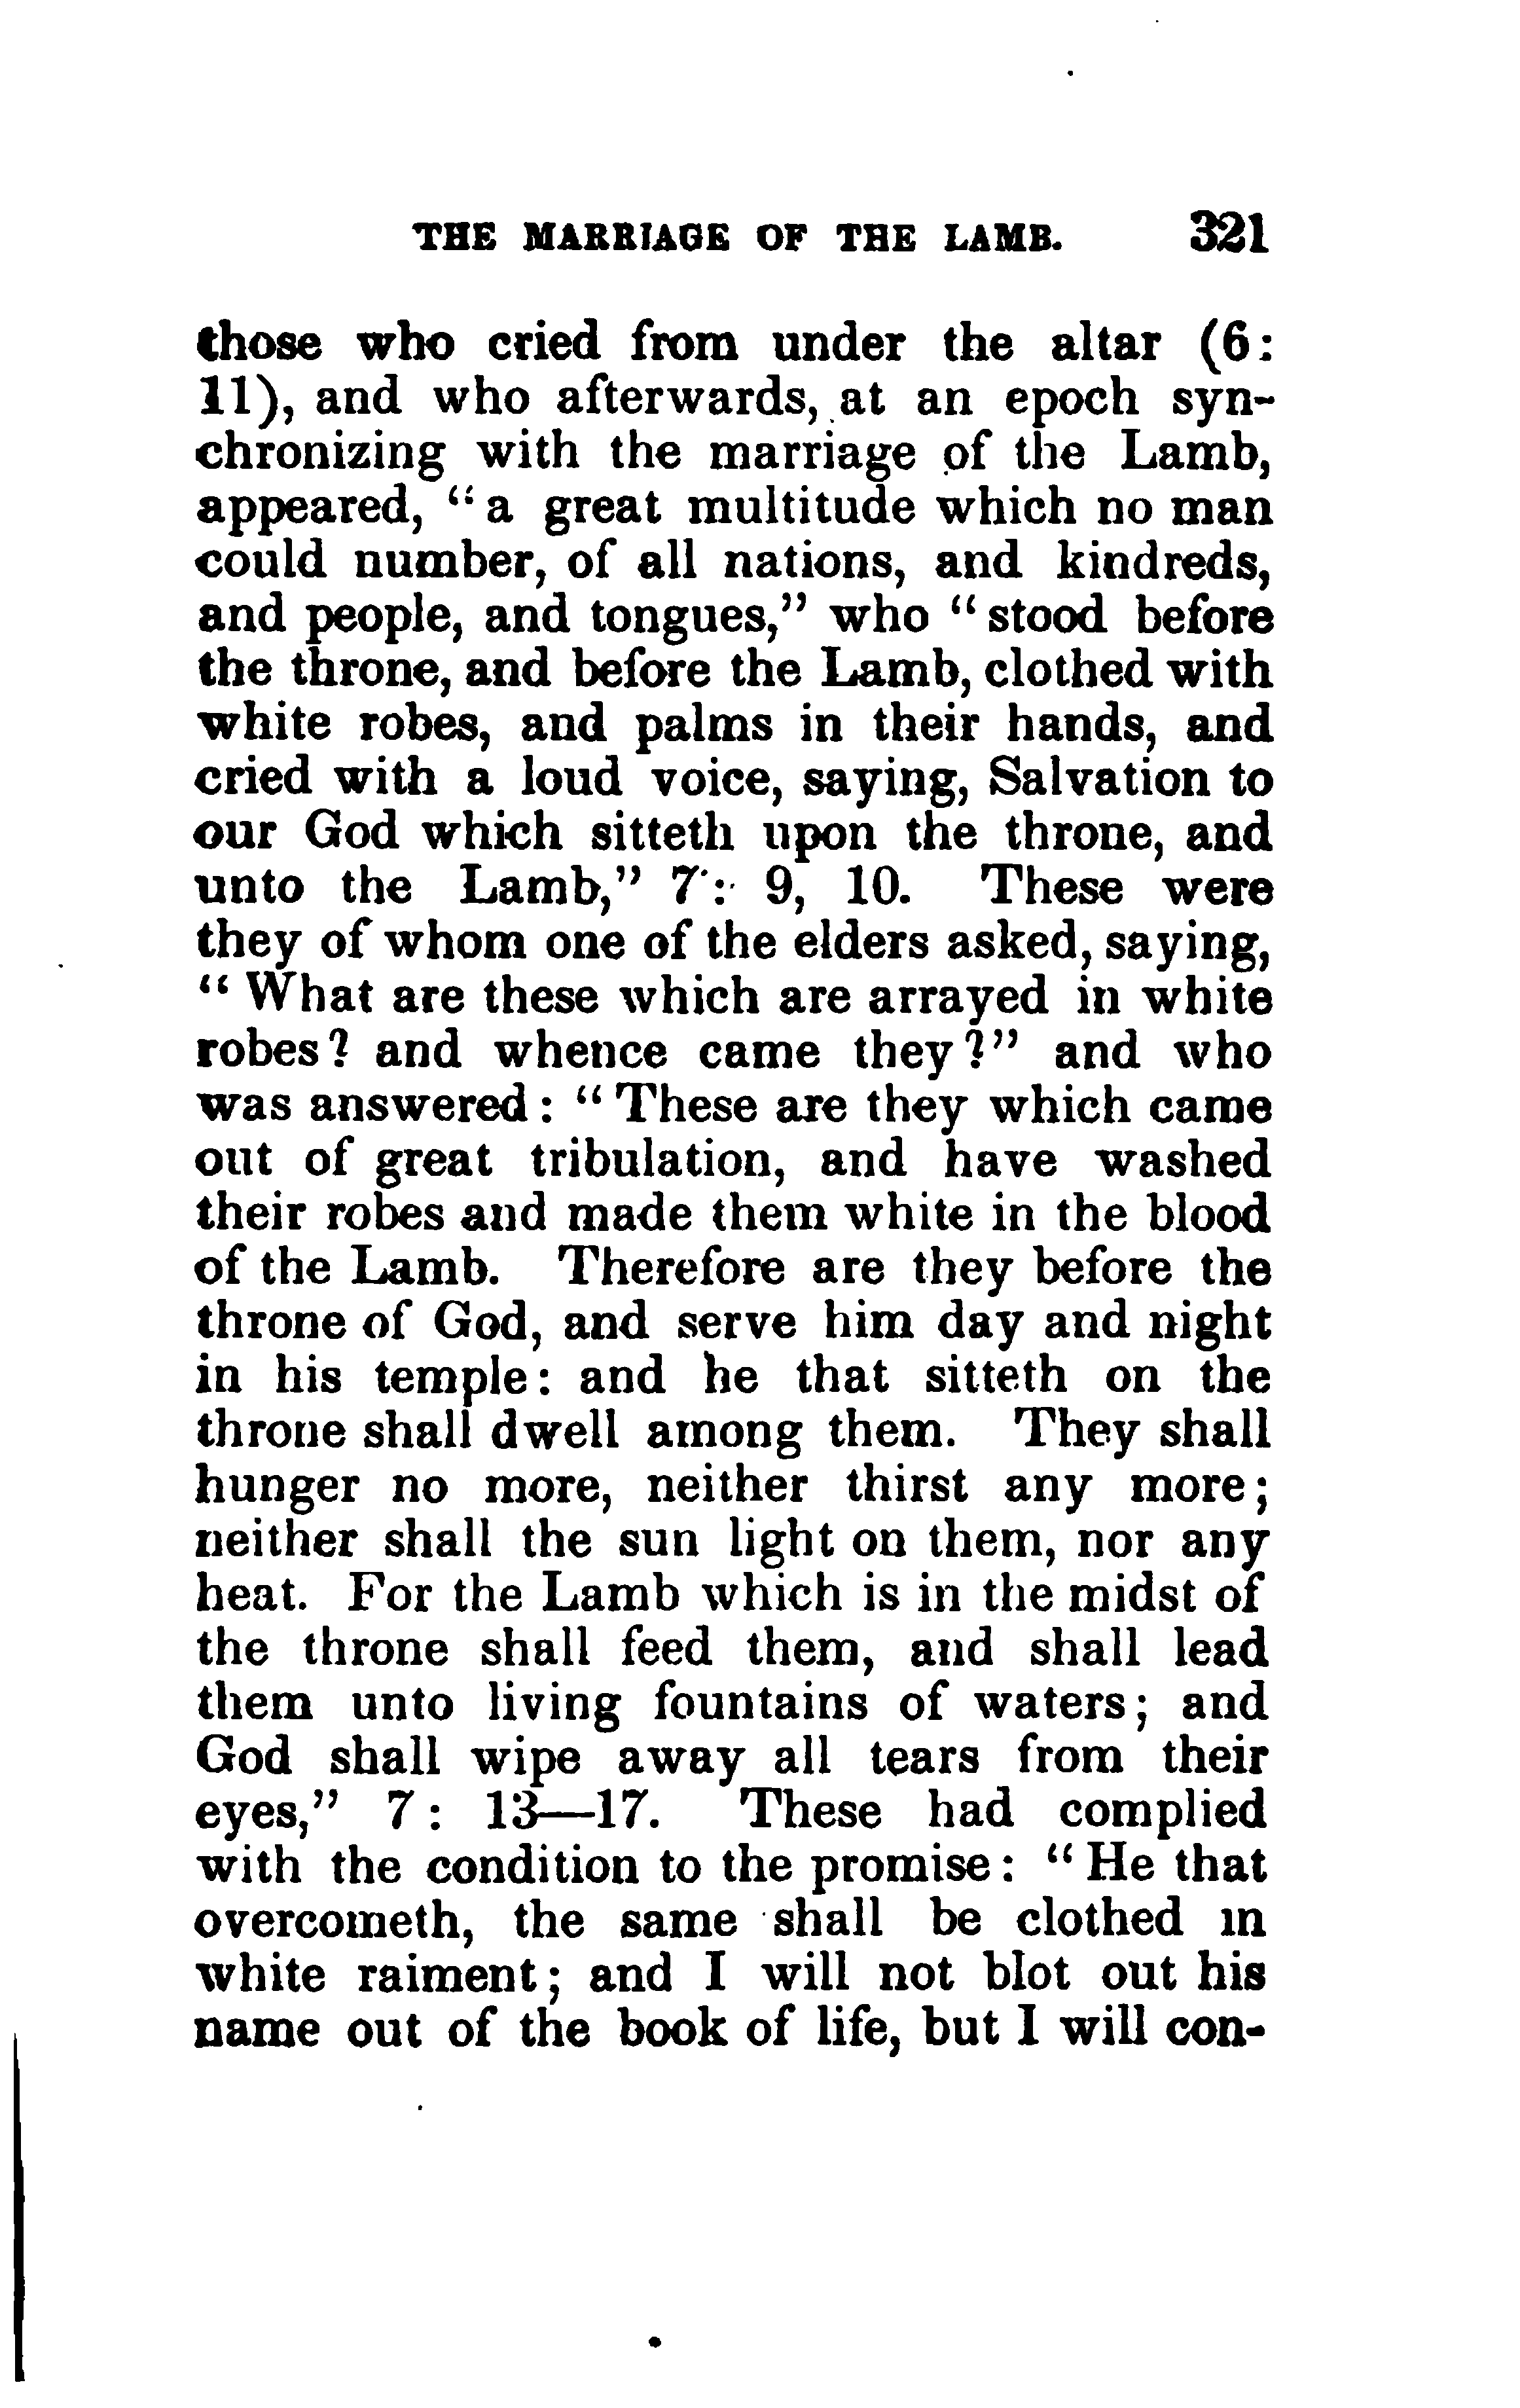 THE MARRIAGE OF THE LAMB. 321
those who cried from under the altar (6:
11), and who afterwards, at an epoch syn-
chronizing with the marriage of the Lamb,
appeared, “a great multitude which no man
could number, of all nations, and kindreds,
and people, and tongues,” who “stood before
the throne, and before the Lamb, clothed with
white robes, and palms in their hands, and
cried with a loud voice, saying, Salvation to
our God which sitteth upon the throne, and
unto the Lamb,” 7: 9, 10. These were
they of whom one of the elders asked, saying,
“What are these which are arrayed in white
robes? and whence came they?” and who
was answered: “These are they which came
out of great tribulation, and have washed
their robes and made them white in the blood
of the Lamb. Therefore are they before the
throne of God, and serve him day and night
in his temple: and he that sitteth on the
throne shall dwell among them. They shall
hunger no more, neither thirst any more;
neither shall the sun light on them, nor any
heat. For the Lamb which is in the midst of
the throne shall feed them, and shall lead
them unto living fountains of waters; and
God shall wipe away all tears from their
eyes,” 7: 13—17. These had complied
with the condition to the promise: “He that
overcometh, the same shall be clothed in
white raiment; and I will not blot out his
name out of the book of life, but I will con-